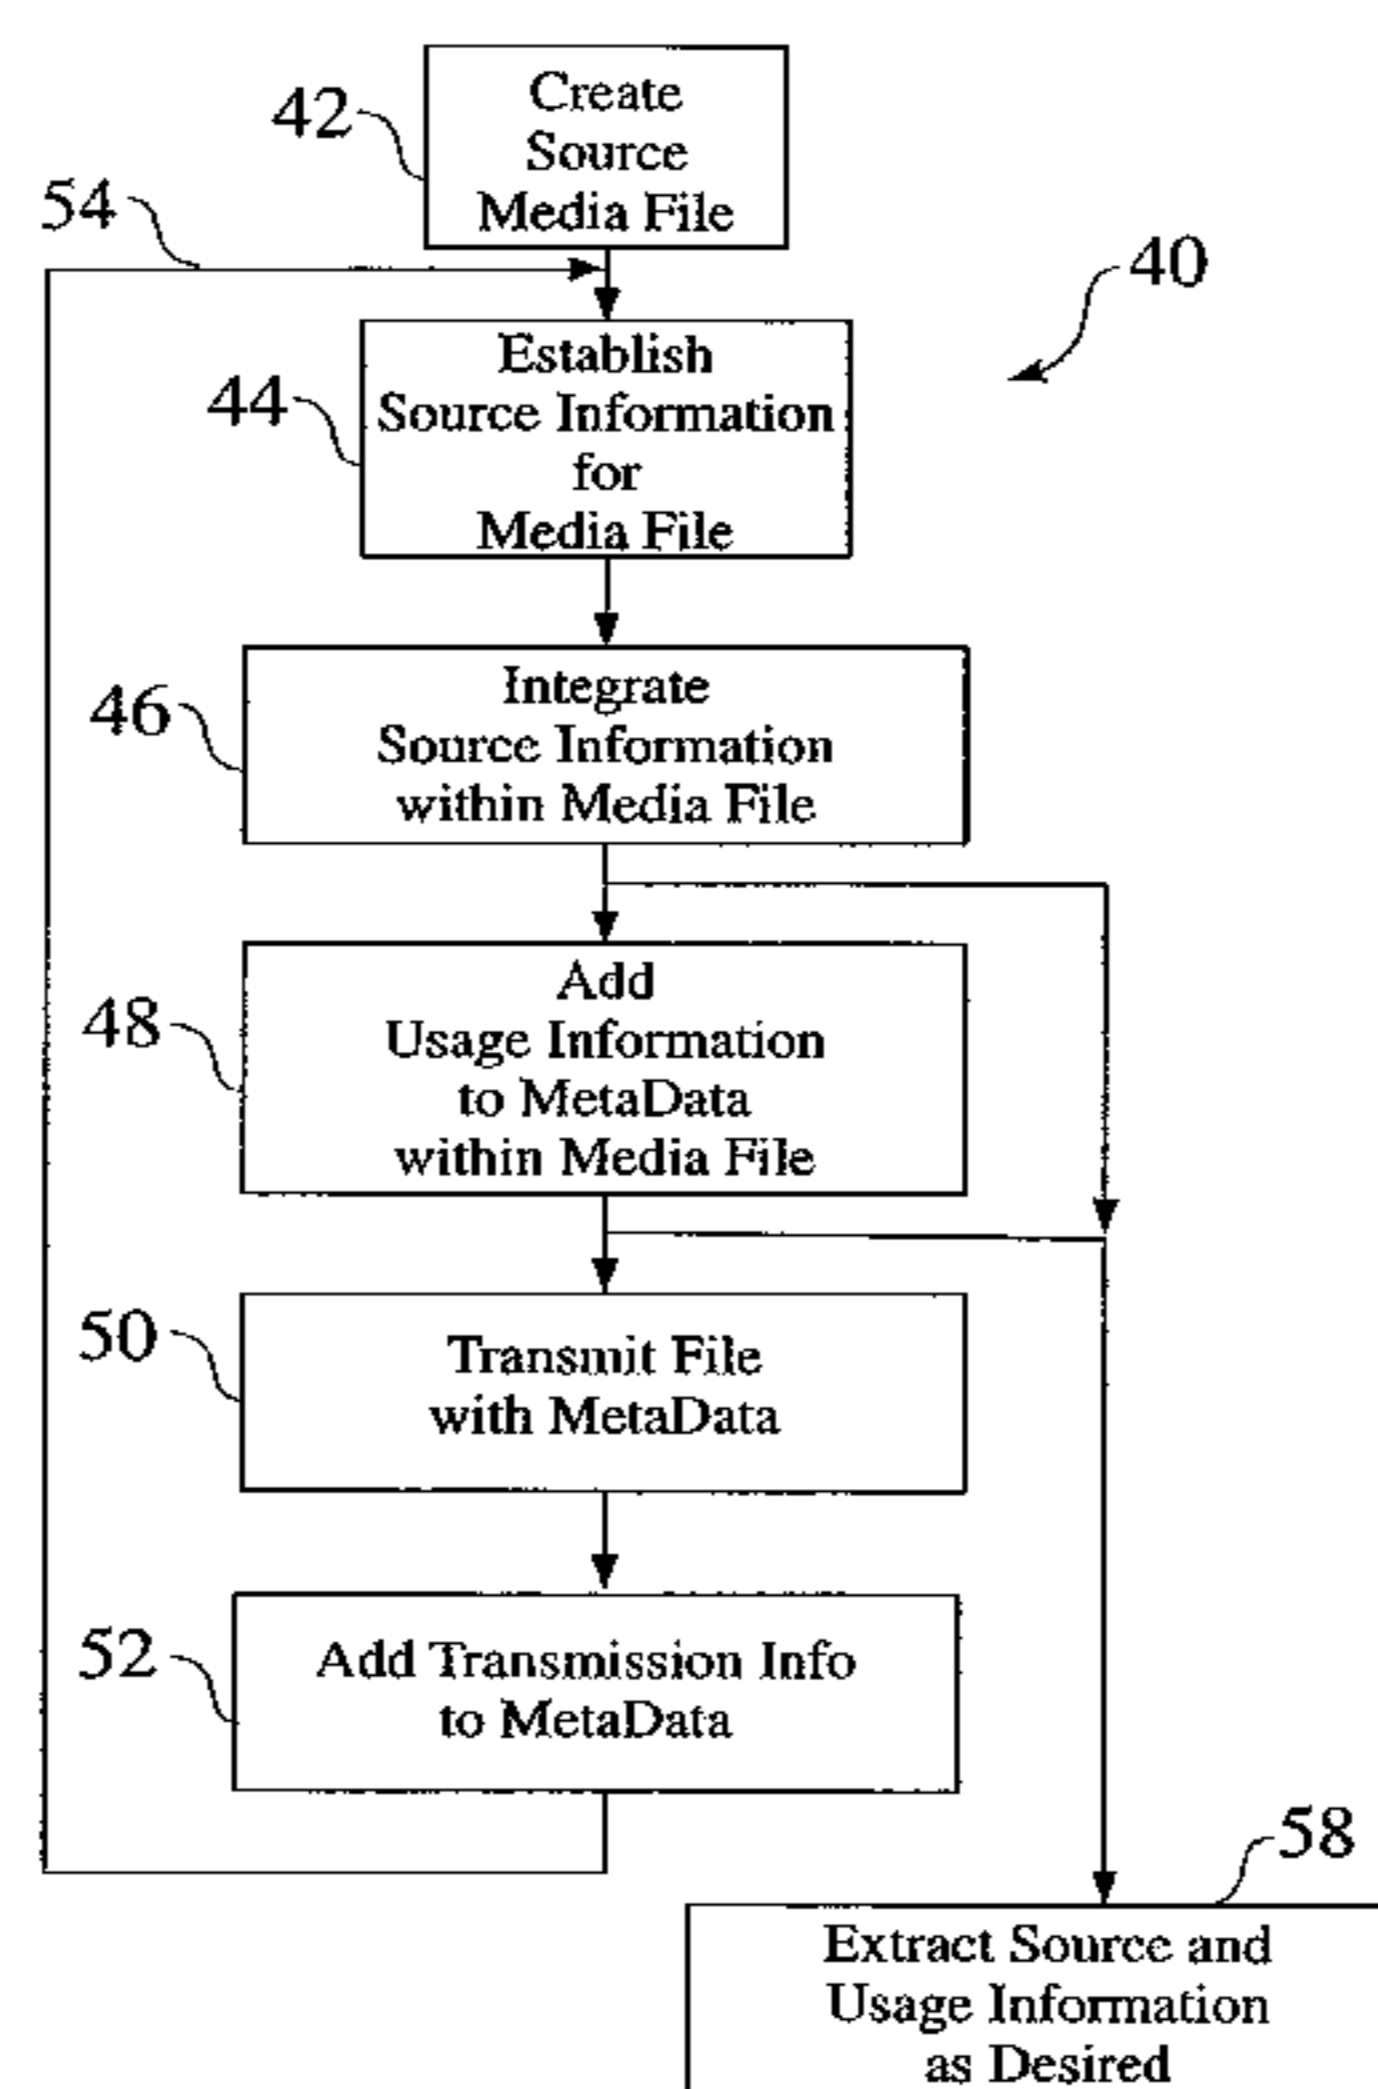 42
Create
Source
Media File
54
40
44
Establish
Source Information
for
Media File
46
Integrate
Source Information
within Media File
48
Add
Usage Information
to MetaData
within Media File
50
Transmit File
with MetaData
52
Add Transmission Info
to MetaData
58
Extract Source and
Usage Information
as Desired